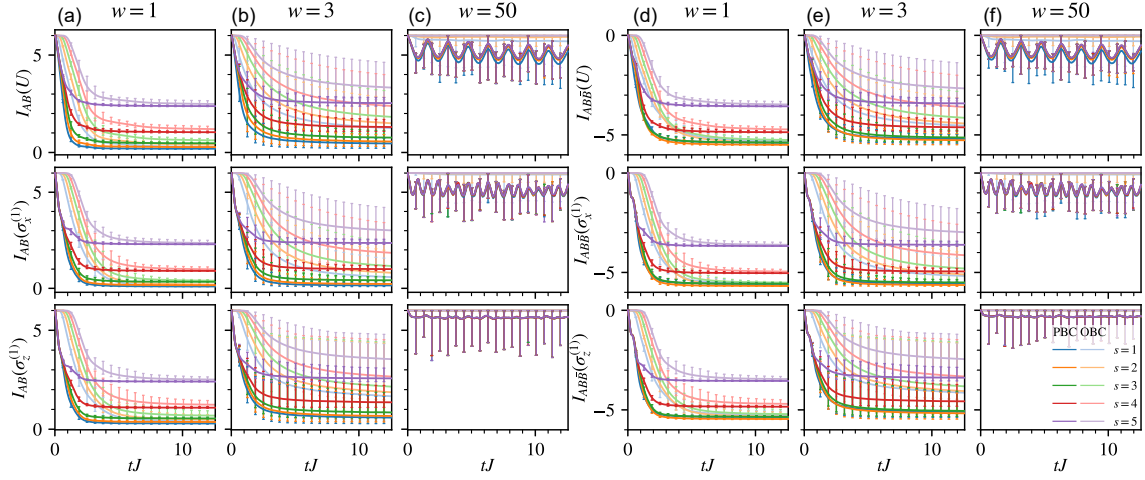 (a) w = 1
(b) w = 3
(c) w = 50
(d) w = 1
(e) w = 3
(f) w = 50
I_{AB}(U)
5
0
I_{AB\bar{B}}(U)
0
−5
I_{AB}(σ_x^{(1)})
5
0
I_{AB\bar{B}}(σ_x^{(1)})
0
−5
I_{AB}(σ_z^{(1)})
5
0
I_{AB\bar{B}}(σ_z^{(1)})
0
−5
PBC OBC
s = 1
s = 2
s = 3
s = 4
s = 5
0 10
0 10
0 10
0 10
0 10
0 10
tJ
tJ
tJ
tJ
tJ
tJ